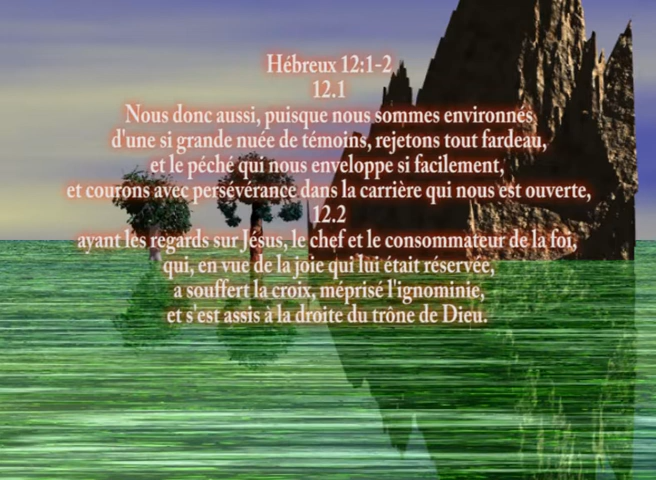 Hébreux 12:1-2
12.1
Nous donc aussi, puisque nous sommes environnés
d'une si grande nuée de témoins, rejetons tout fardeau,
et le péché qui nous enveloppe si facilement,
et courons avec persévérance dans la carrière qui nous est ouverte,
12.2
ayant les regards sur Jésus, le chef et le consommateur de la foi,
qui, en vue de la joie qui lui était réservée,
a souffert la croix, méprisé l'ignominie,
et s'est assis à la droite du trône de Dieu.